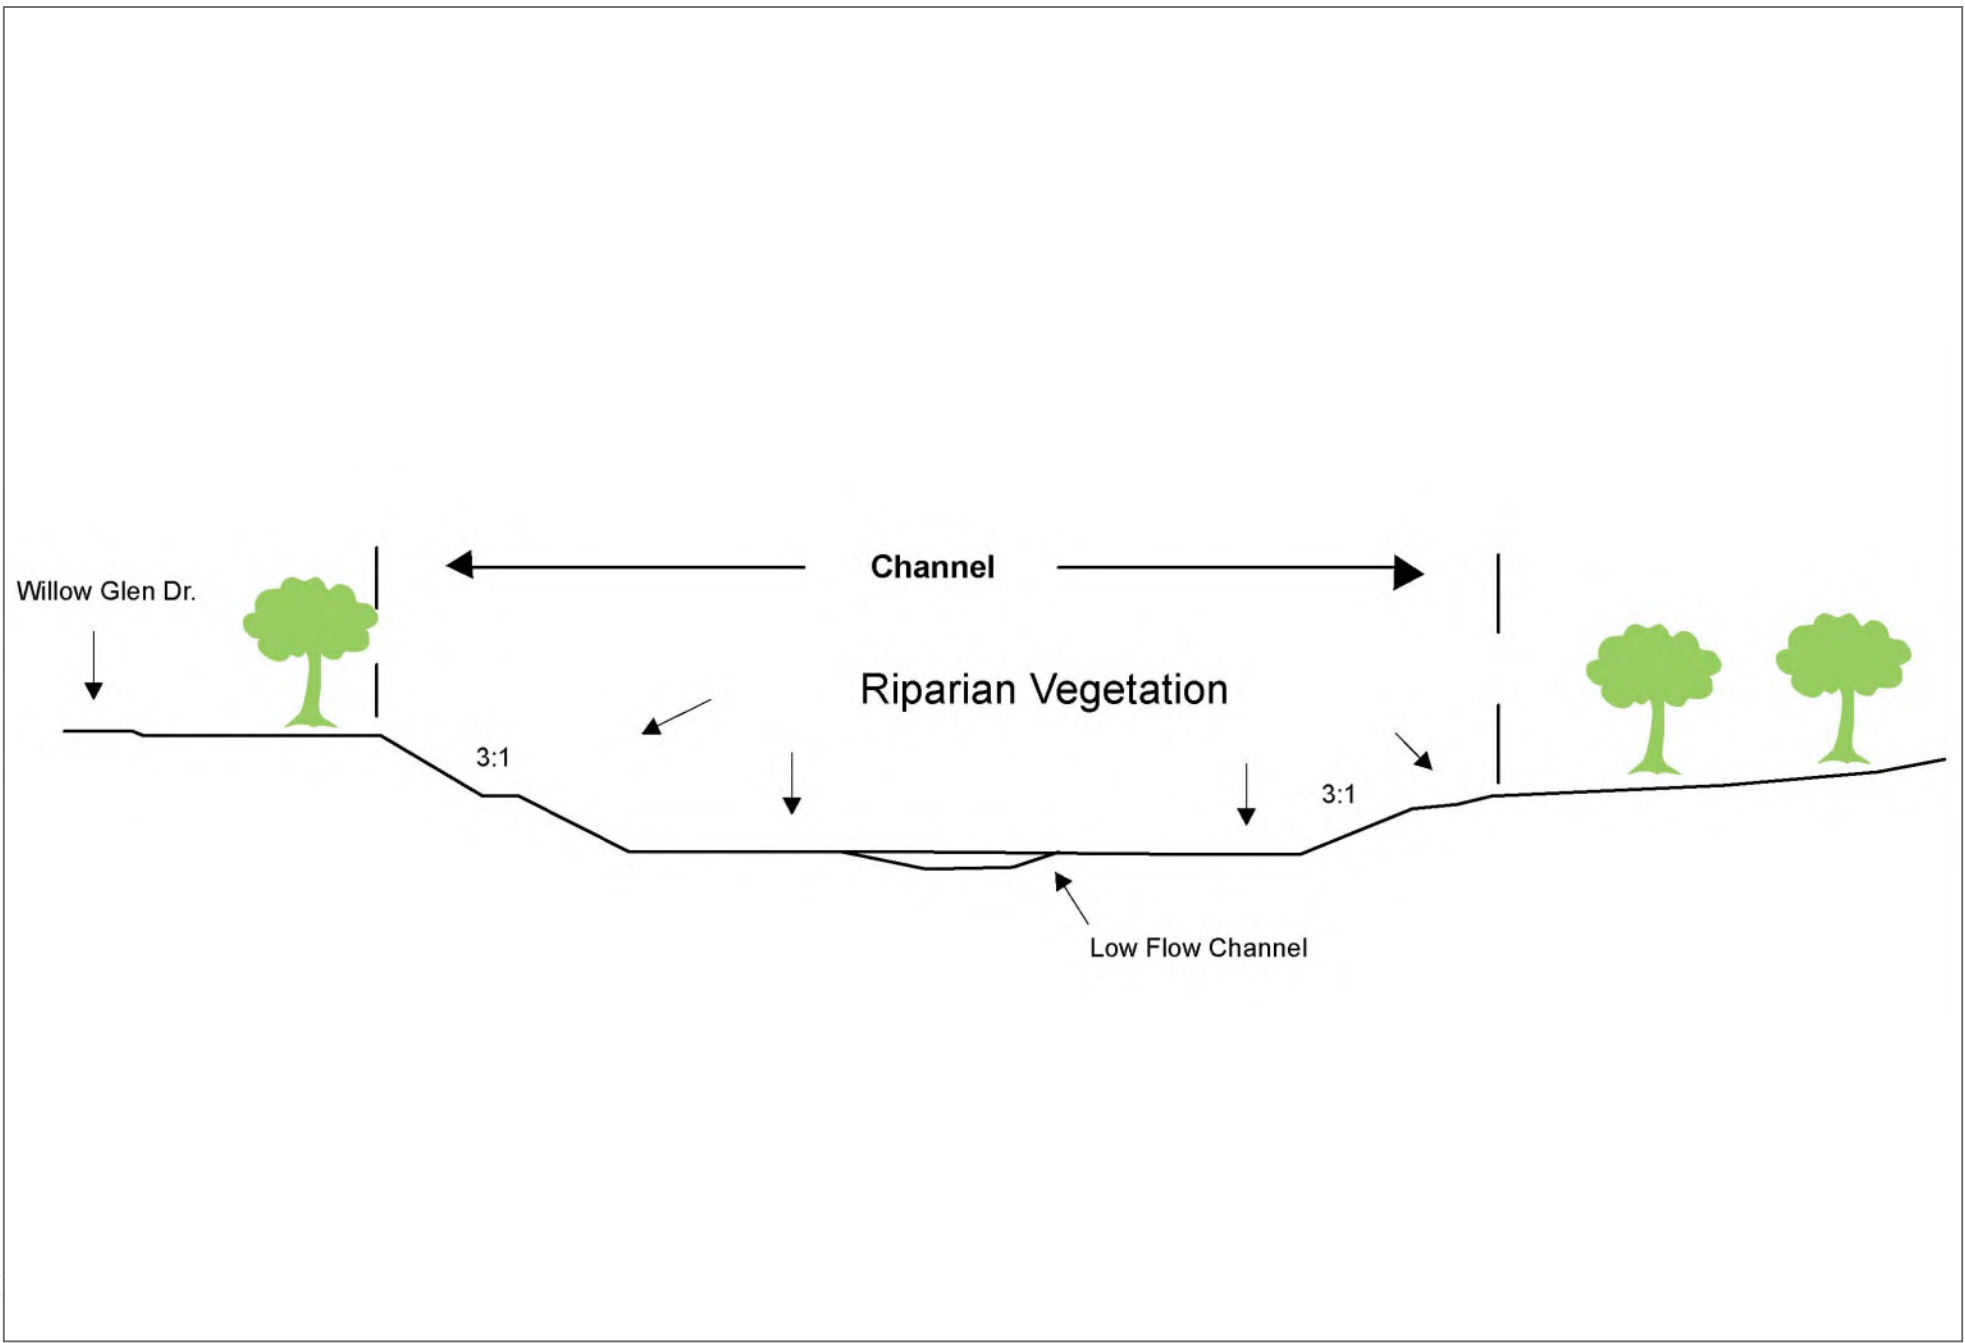 Channel
Willow Glen Dr.
Riparian Vegetation
3:1
3:1
Low Flow Channel